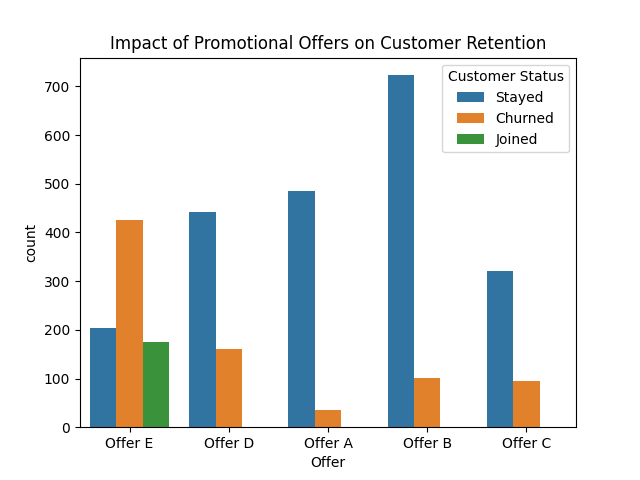 Impact of Promotional Offers on Customer Retention
Customer Status
Stayed
Churned
Joined
700
600
500
400
300
200
100
0
count
Offer E Offer D Offer A Offer B Offer C
Offer